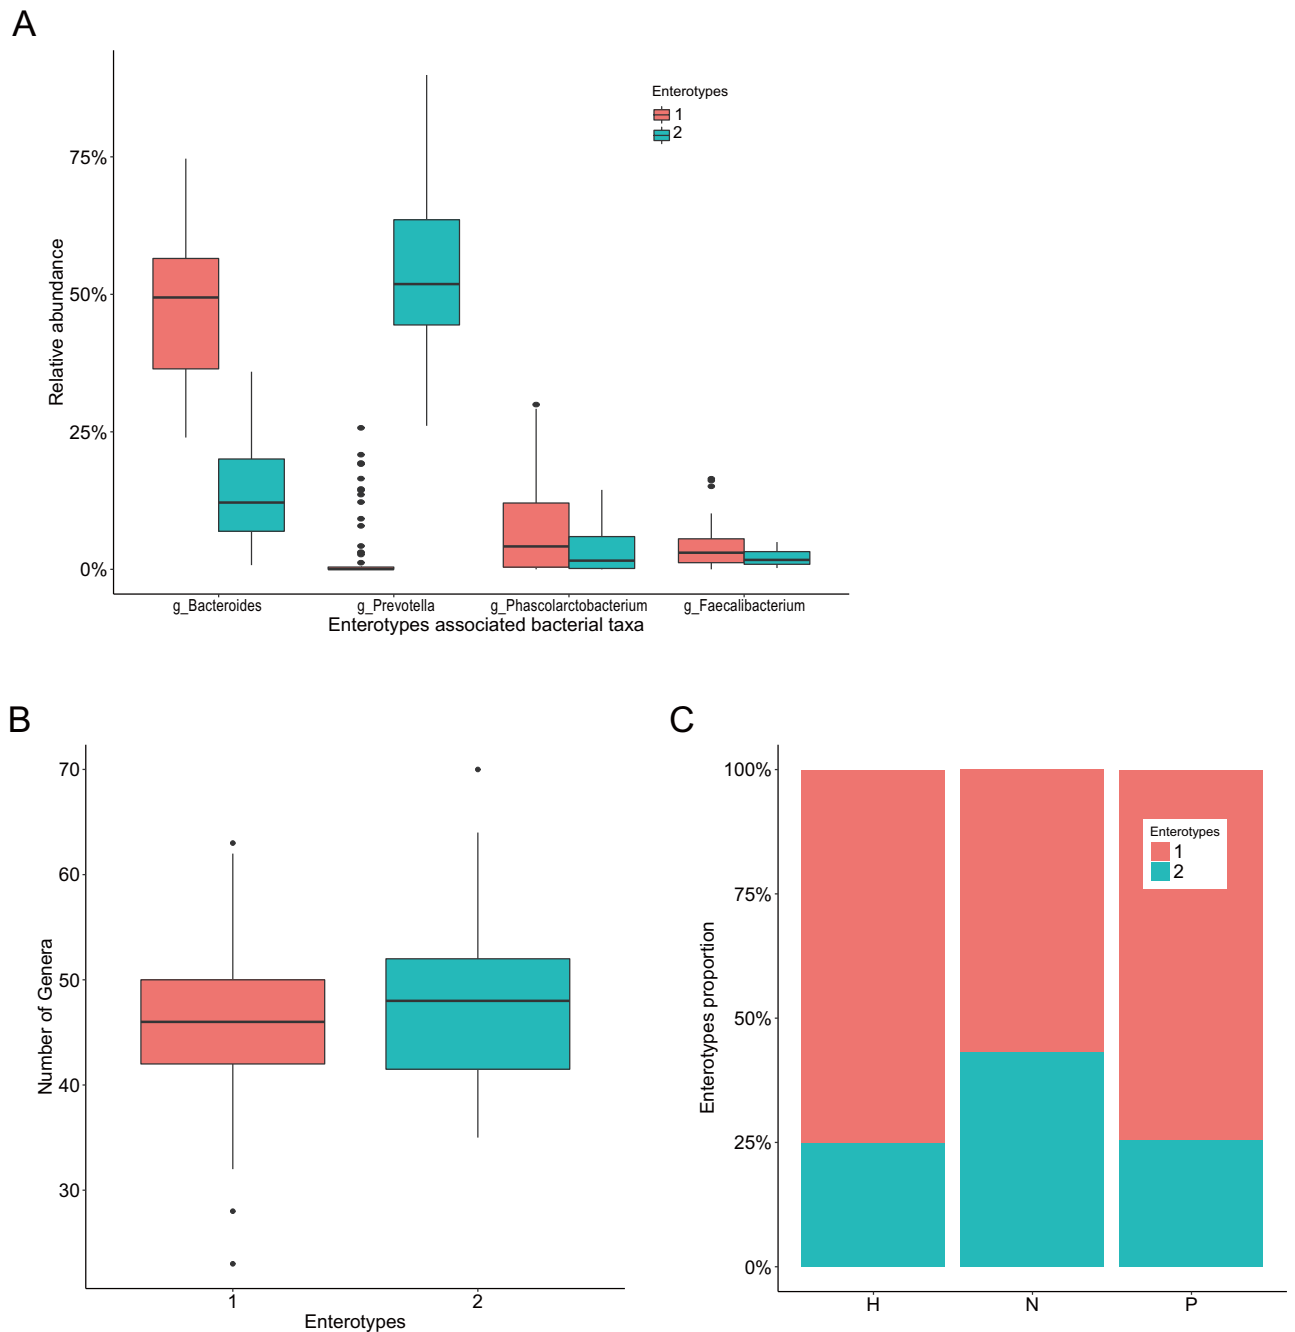 A
Enterotypes
1
2
75%
50%
25%
0%
Relative abundance
g_Bacteroides g_Prevotella g_Phascolarctobacterium g_Faecalibacterium
Enterotypes associated bacterial taxa
B
70
60
50
40
30
Number of Genera
1 2
Enterotypes
C
100%
75%
50%
25%
0%
Enterotypes proportion
Enterotypes
1
2
H N P